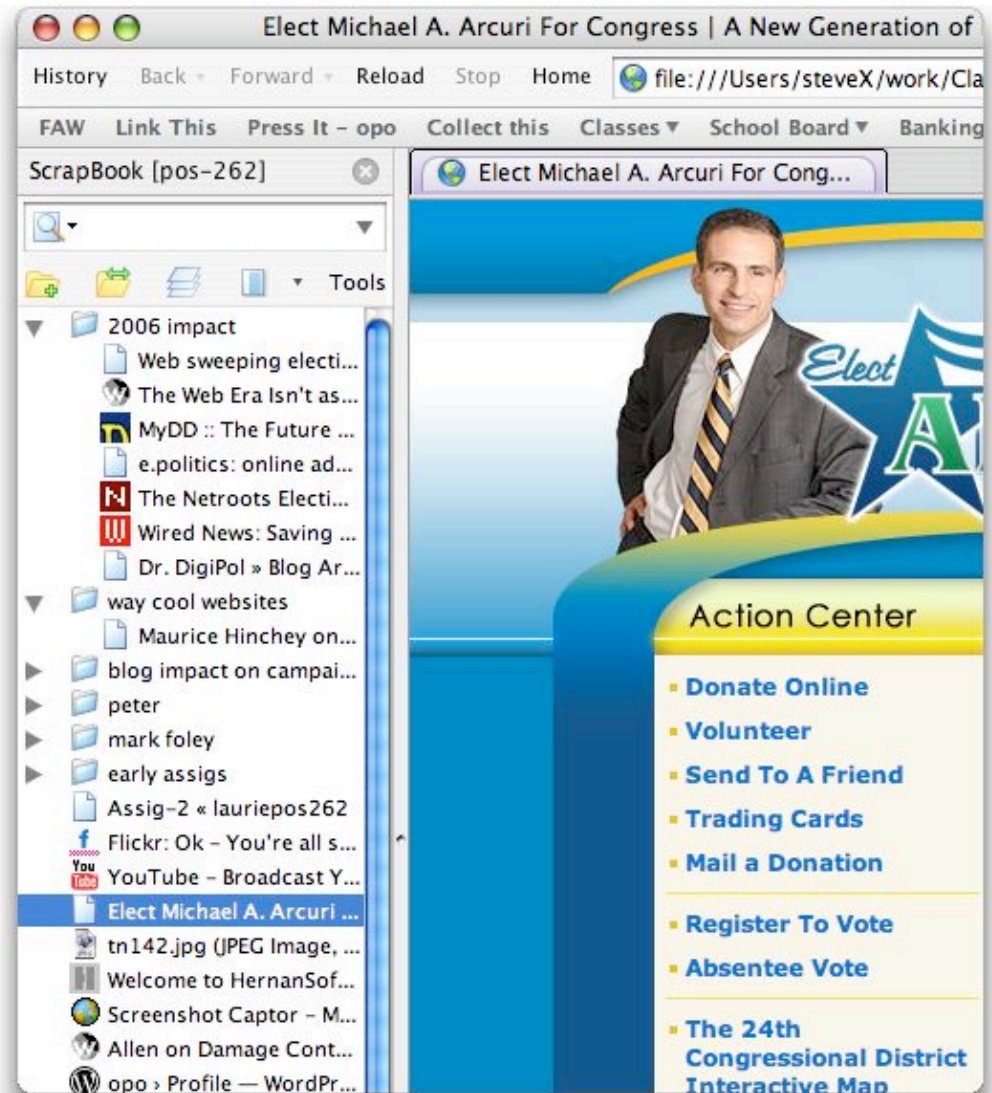 Elect Michael A. Arcuri For Congress | A New Generation of
History Back Forward Reload Stop Home file:///Users/steveX/work/Cla
FAW Link This Press It - opo Collect this Classes School Board Banking
ScrapBook [pos-262]
Elect Michael A. Arcuri For Cong...
Tools
2006 impact
Web sweeping electi...
The Web Era Isn't as...
MyDD :: The Future ...
e.politics: online ad...
N The Netroots Electi...
Wired News: Saving ...
Dr. DigiPol » Blog Ar...
way cool websites
Maurice Hinchey on...
blog impact on campai...
peter
mark foley
early assigs
Assig-2 « lauriepos262
f Flickr: Ok - You're all s...
You Tube YouTube - Broadcast Y...
Elect Michael A. Arcuri ...
tn142.jpg (JPEG Image, ...
Welcome to HernanSof...
Screenshot Captor - M...
Allen on Damage Cont...
opo › Profile — WordPr...
Elect
Action Center
Donate Online
Volunteer
Send To A Friend
Trading Cards
Mail a Donation
Register To Vote
Absentee Vote
The 24th
Congressional District
Interactive Map